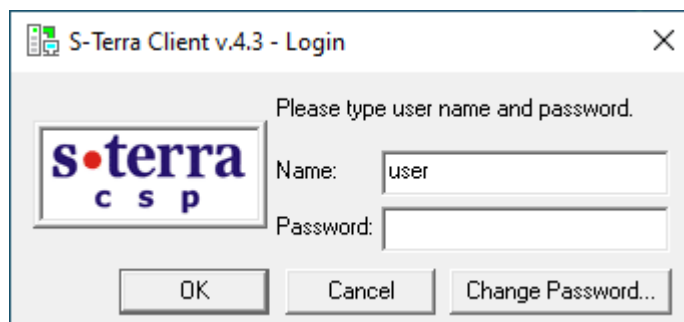 S-Terra Client v.4.3 - Login
Please type user name and password.
s•terra
csp
Name: user
Password:
OK Cancel Change Password...